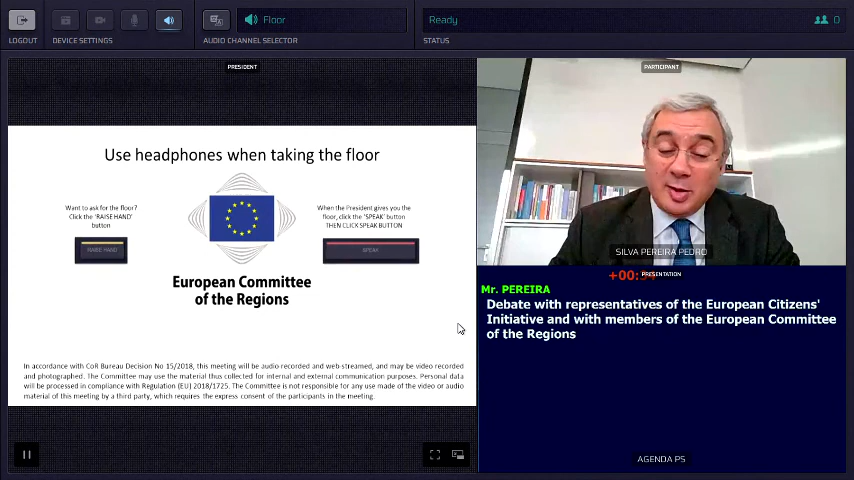 Floor
Ready
0
LOGOUT
DEVICE SETTINGS
AUDIO CHANNEL SELECTOR
STATUS
PRESIDENT
Use headphones when taking the floor
Want to ask for the floor?
Click the 'RAISE HAND'
button
RAISE HAND
When the President gives you the
floor, click the 'SPEAK' button
THEN CLICK SPEAK BUTTON
SPEAK
European Committee
of the Regions
In accordance with CoR Bureau Decision No 15/2018, this meeting will be audio recorded and web-streamed, and may be video recorded
and photographed. The Committee may use the material thus collected for internal and external communication purposes. Personal data
will be processed in compliance with Regulation (EU) 2018/1725. The Committee is not responsible for any use made of the video or audio
material of this meeting by a third party, which requires the express consent of the participants in the meeting.
PARTICIPANT
SILVA PEREIRA PEDRO
PRESENTATION
Mr. PEREIRA
Debate with representatives of the European Citizens'
Initiative and with members of the European Committee
of the Regions
AGENDA PS